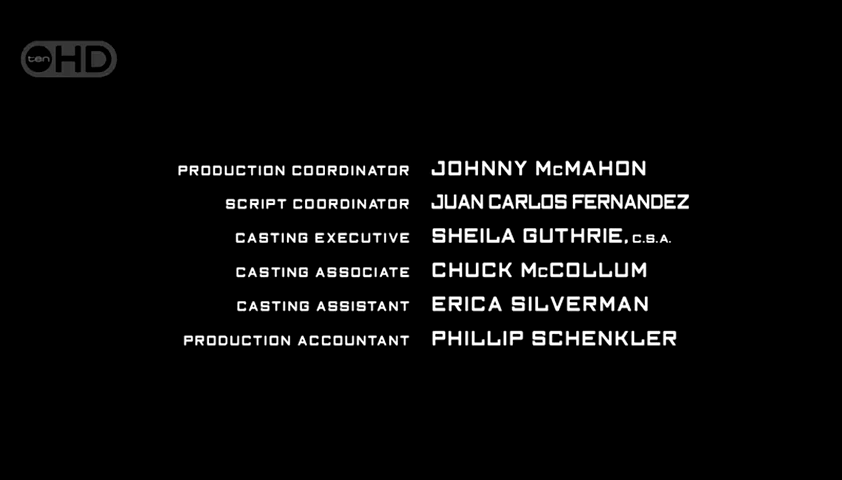 ten HD
PRODUCTION COORDINATOR JOHNNY McMAHON
SCRIPT COORDINATOR JUAN CARLOS FERNANDEZ
CASTING EXECUTIVE SHEILA GUTHRIE, C.S.A.
CASTING ASSOCIATE CHUCK McCOLLUM
CASTING ASSISTANT ERICA SILVERMAN
PRODUCTION ACCOUNTANT PHILLIP SCHENKLER